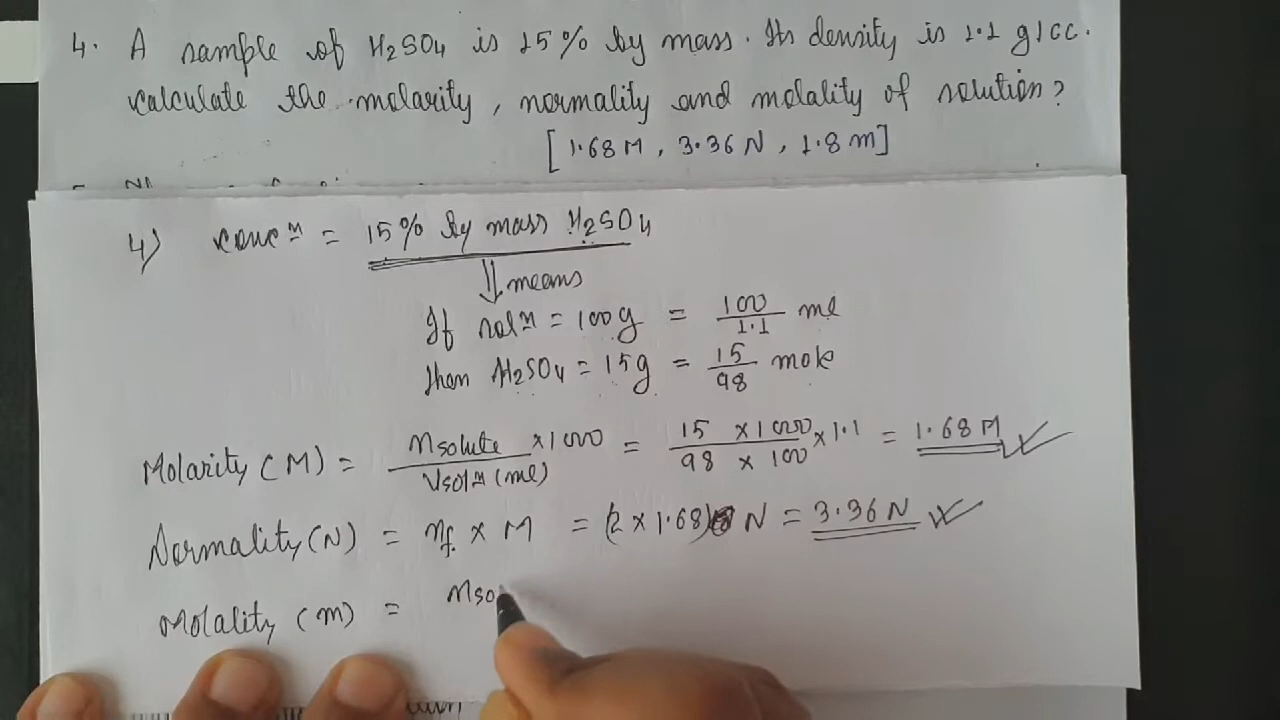 4. A sample of H2SO4 is 15% by mass. Its density is 1.1 g/cc.
calculate the molarity, normality and molality of solution?
[1.68 M, 3.36 N, 1.8 m]
4) concn = 15% by mass H2SO4
means
If soln = 100g = 100/1.1 ml
then H2SO4 = 15g = 15/98 mole
Molarity (M) = nsolute × 1000 / Vsoln (ml) = 15 × 1000 / 98 × 100 × 1.1 = 1.68 M
Normality (N) = nf × M = (2 × 1.68) N = 3.36 N
Molality (m) = nso